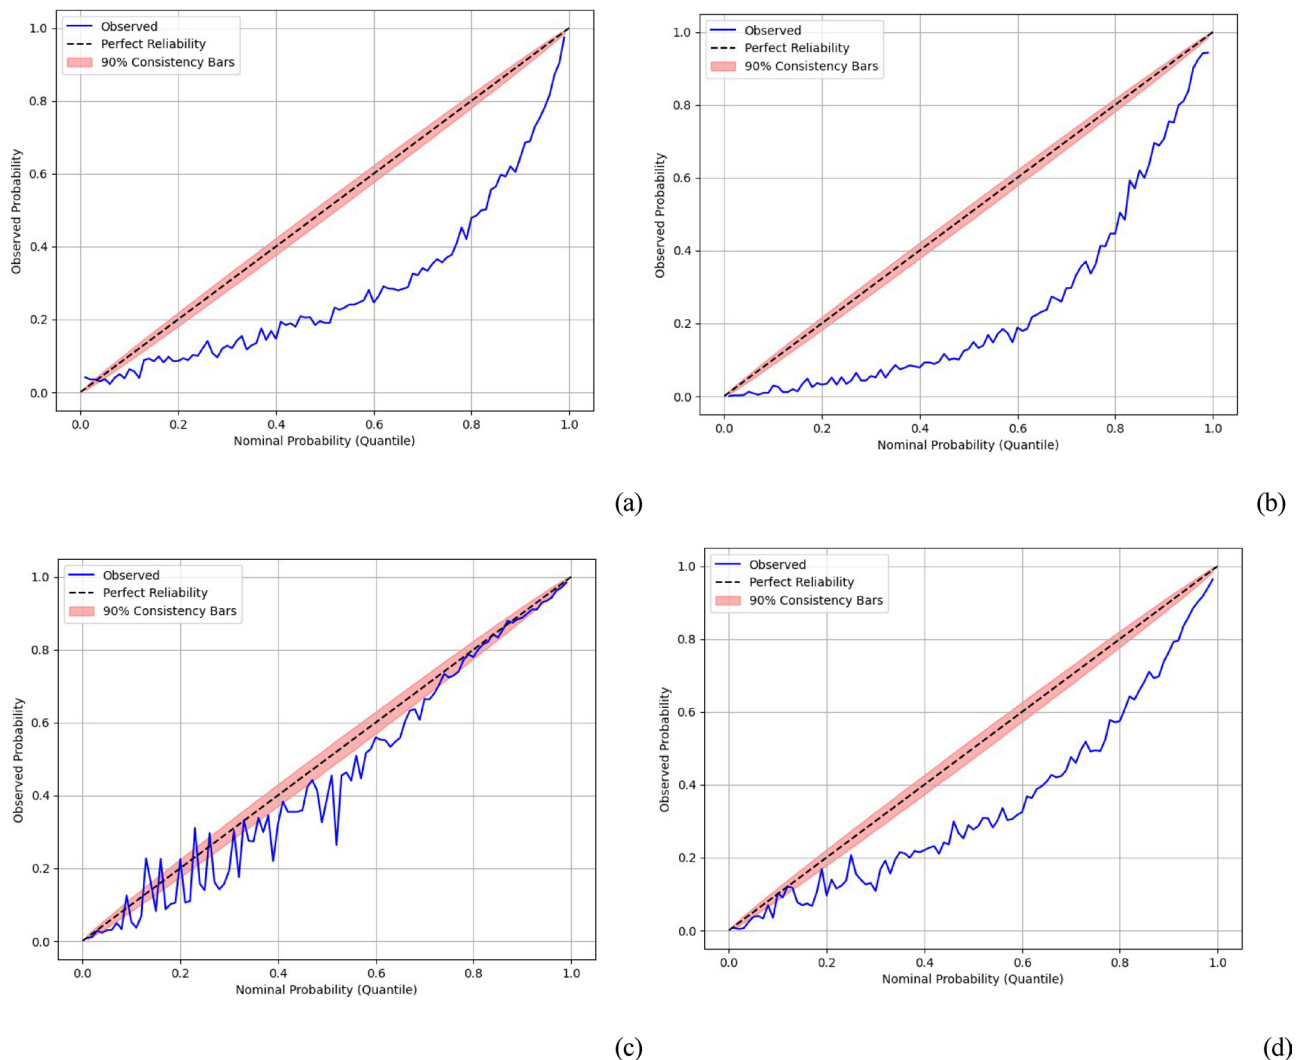 Observed
Perfect Reliability
90% Consistency Bars
1.0
0.8
0.6
0.4
0.2
0.0
Observed Probability
0.0 0.2 0.4 0.6 0.8 1.0
Nominal Probability (Quantile)
(a)
Observed
Perfect Reliability
90% Consistency Bars
1.0
0.8
0.6
0.4
0.2
0.0
Observed Probability
0.0 0.2 0.4 0.6 0.8 1.0
Nominal Probability (Quantile)
(b)
Observed
Perfect Reliability
90% Consistency Bars
1.0
0.8
0.6
0.4
0.2
0.0
Observed Probability
0.0 0.2 0.4 0.6 0.8 1.0
Nominal Probability (Quantile)
(c)
Observed
Perfect Reliability
90% Consistency Bars
1.0
0.8
0.6
0.4
0.2
0.0
Observed Probability
0.0 0.2 0.4 0.6 0.8 1.0
Nominal Probability (Quantile)
(d)